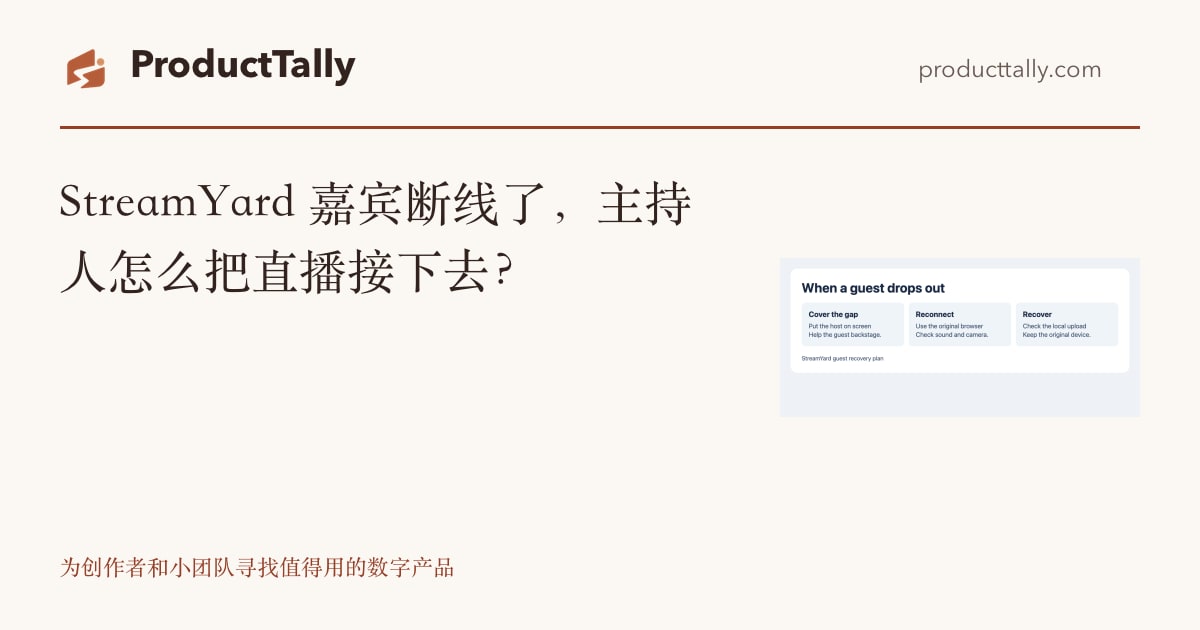 ProductTally
producttally.com
StreamYard 嘉宾断线了，主持
人怎么把直播接下去？
When a guest drops out
Cover the gap
Put the host on screen
Help the guest backstage.
Reconnect
Use the original browser
Check sound and camera.
Recover
Check the local upload
Keep the original device.
StreamYard guest recovery plan
为创作者和小团队寻找值得用的数字产品